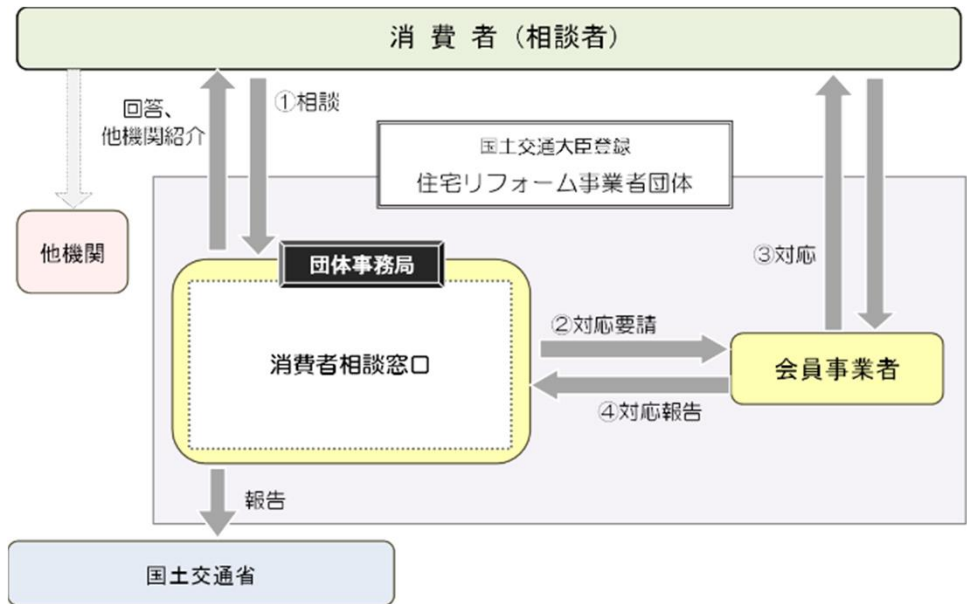 消 費 者（相談者）
回答、
他機関紹介
①相談
国土交通大臣登録
住宅リフォーム事業者団体
他機関
団体事務局
③対応
消費者相談窓口
②対応要請
会員事業者
④対応報告
報告
国土交通省